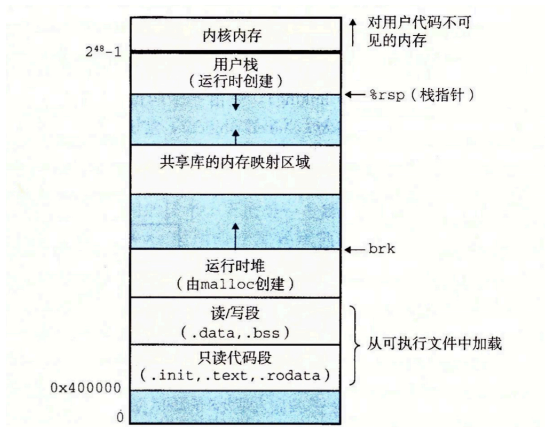 内核内存
对用户代码不可
见的内存
2⁴⁸-1
用户栈
（运行时创建）
%rsp（栈指针）
共享库的内存映射区域
brk
运行时堆
（由malloc创建）
读/写段
(.data,.bss)
从可执行文件中加载
只读代码段
(.init,.text,.rodata)
0x400000
0